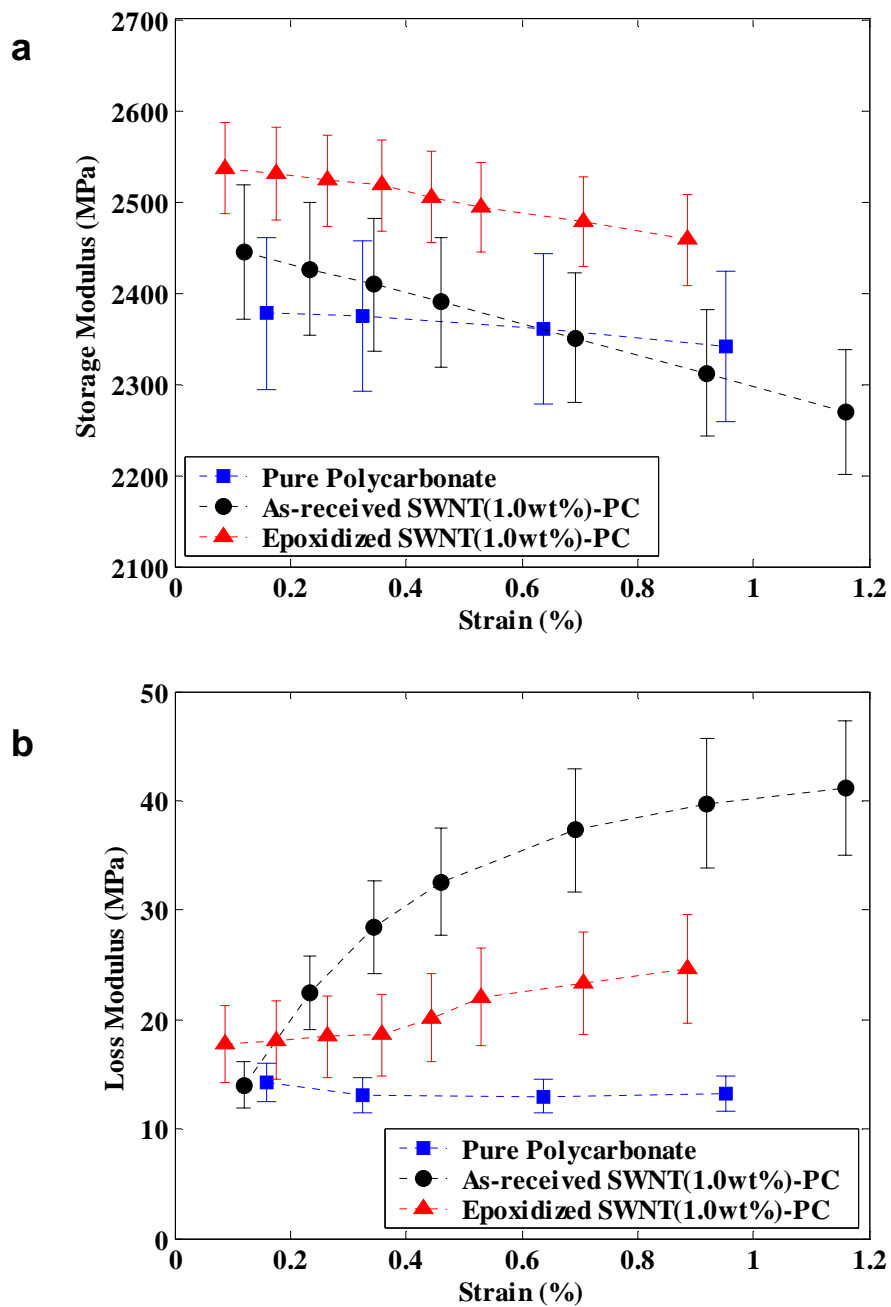 a
2700
2600
2500
2400
2300
2200
2100
Storage Modulus (MPa)
Pure Polycarbonate
As-received SWNT(1.0wt%)-PC
Epoxidized SWNT(1.0wt%)-PC
0 0.2 0.4 0.6 0.8 1 1.2
Strain (%)
b
50
40
30
20
10
0
Loss Modulus (MPa)
Pure Polycarbonate
As-received SWNT(1.0wt%)-PC
Epoxidized SWNT(1.0wt%)-PC
0 0.2 0.4 0.6 0.8 1 1.2
Strain (%)